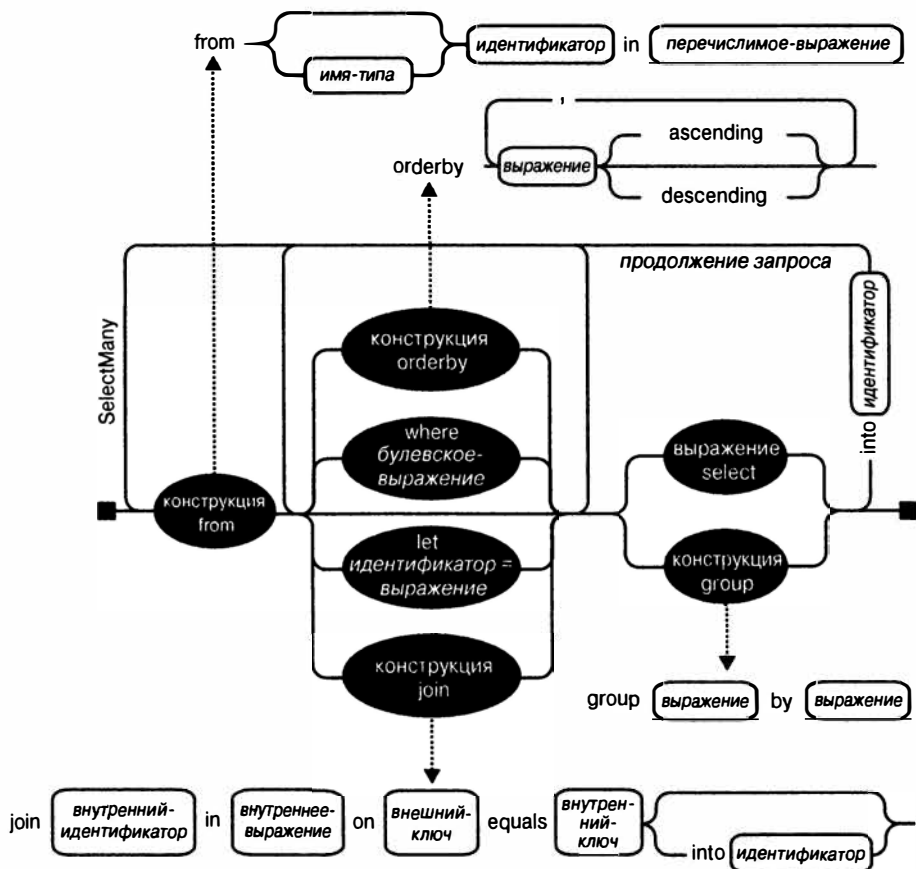 from имя-типа идентификатор in перечислимое-выражение
,
orderby выражение ascending
descending
продолжение запроса
SelectMany
идентификатор
into
конструкция
orderby
where
булевское-
выражение
выражение
select
конструкция
from
let
идентификатор =
выражение
конструкция
group
конструкция
join
group выражение by выражение
join внутренний-
идентификатор in внутреннее-
выражение on внешний-
ключ equals внутрен-
ний-
ключ
into идентификатор